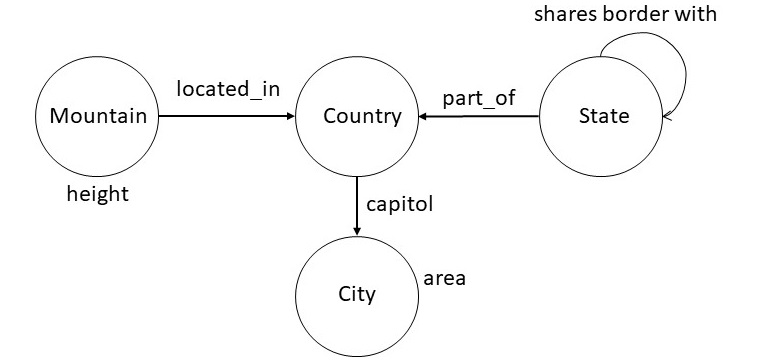 shares border with
located_in
part_of
Mountain
Country
State
height
capitol
City
area